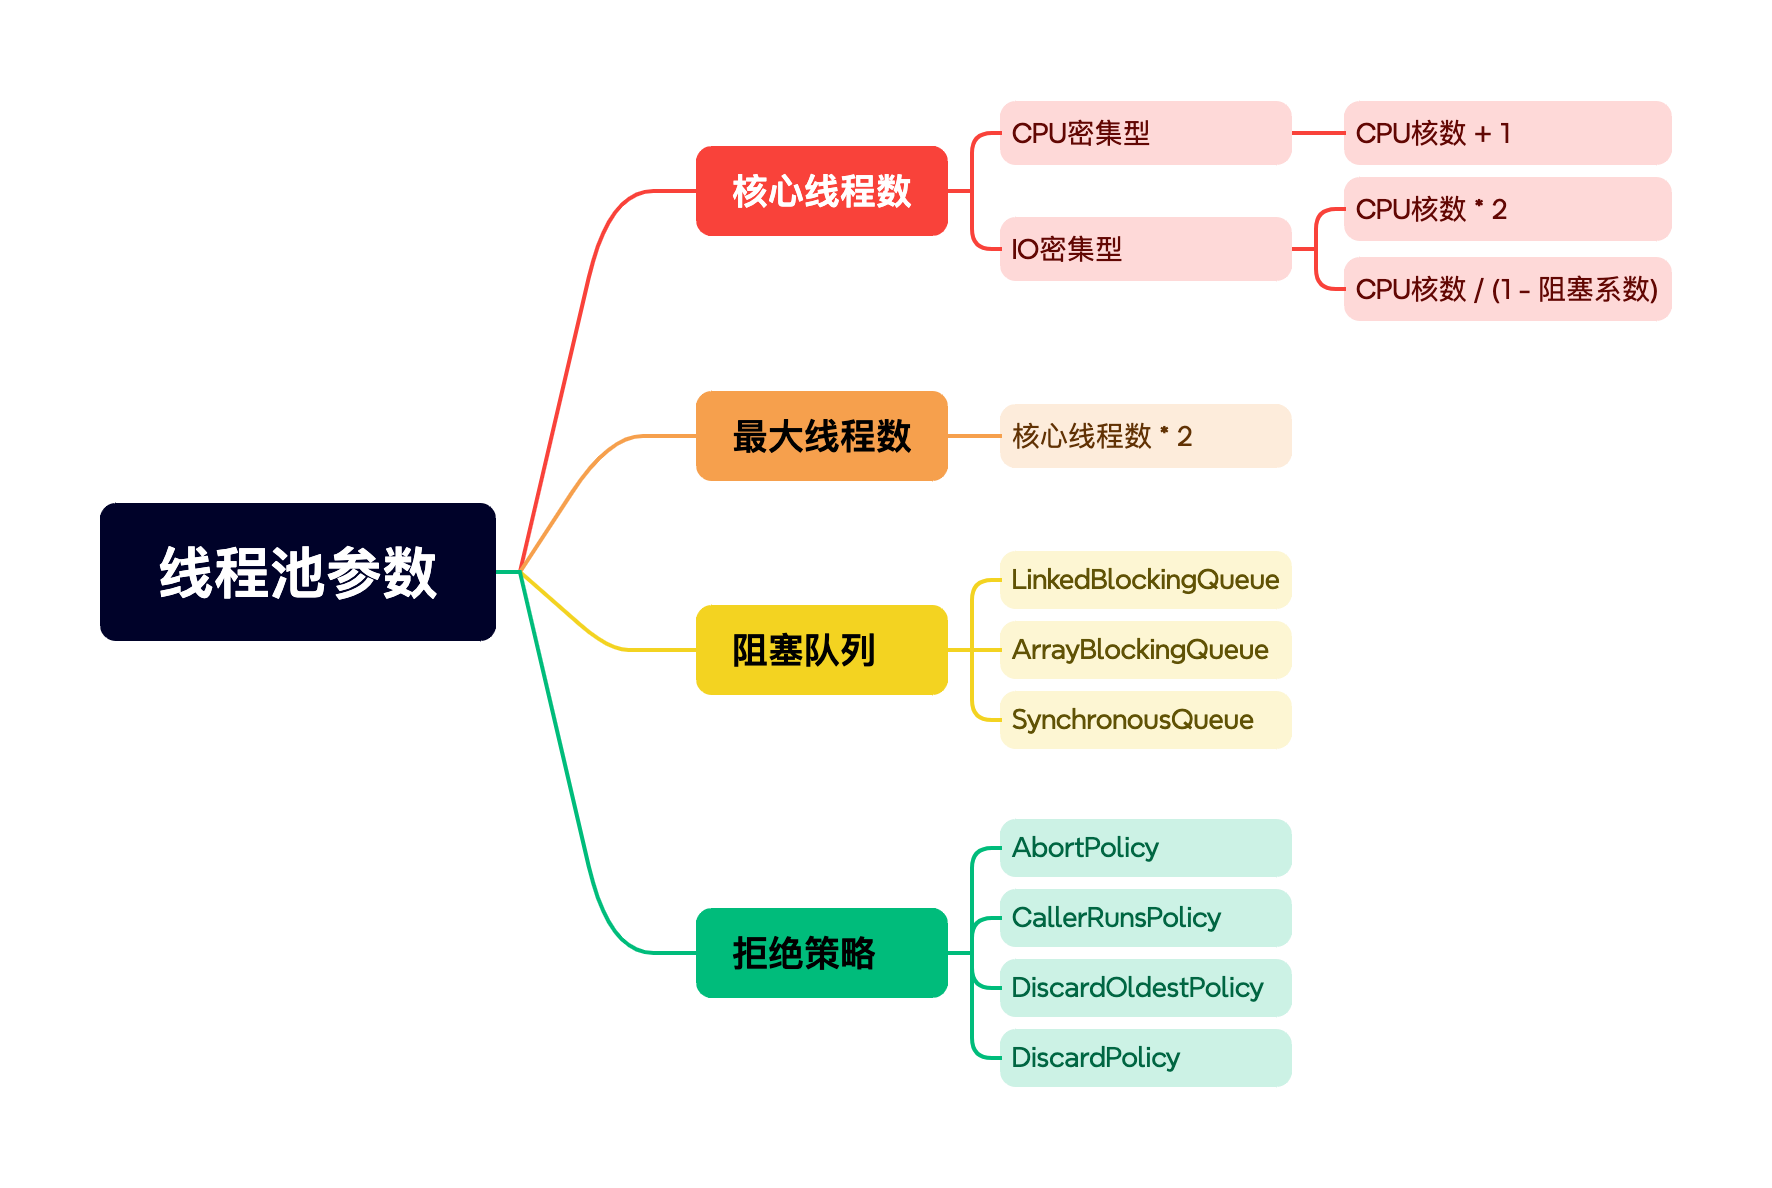 线程池参数
核心线程数
CPU密集型
CPU核数 + 1
IO密集型
CPU核数 * 2
CPU核数 / (1 - 阻塞系数)
最大线程数
核心线程数 * 2
阻塞队列
LinkedBlockingQueue
ArrayBlockingQueue
SynchronousQueue
拒绝策略
AbortPolicy
CallerRunsPolicy
DiscardOldestPolicy
DiscardPolicy